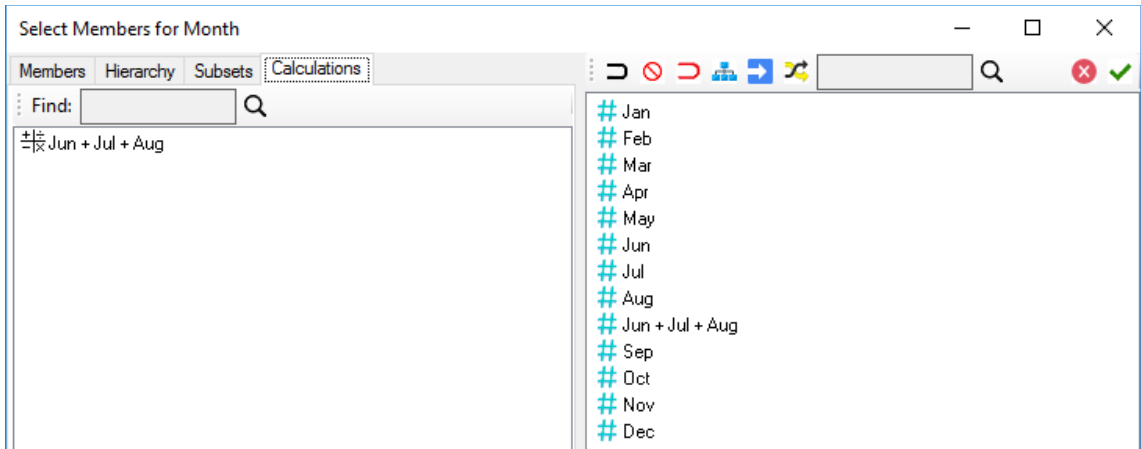 Select Members for Month
Members Hierarchy Subsets Calculations
Find:
Jun + Jul + Aug
Jan
Feb
Mar
Apr
May
Jun
Jul
Aug
Jun + Jul + Aug
Sep
Oct
Nov
Dec